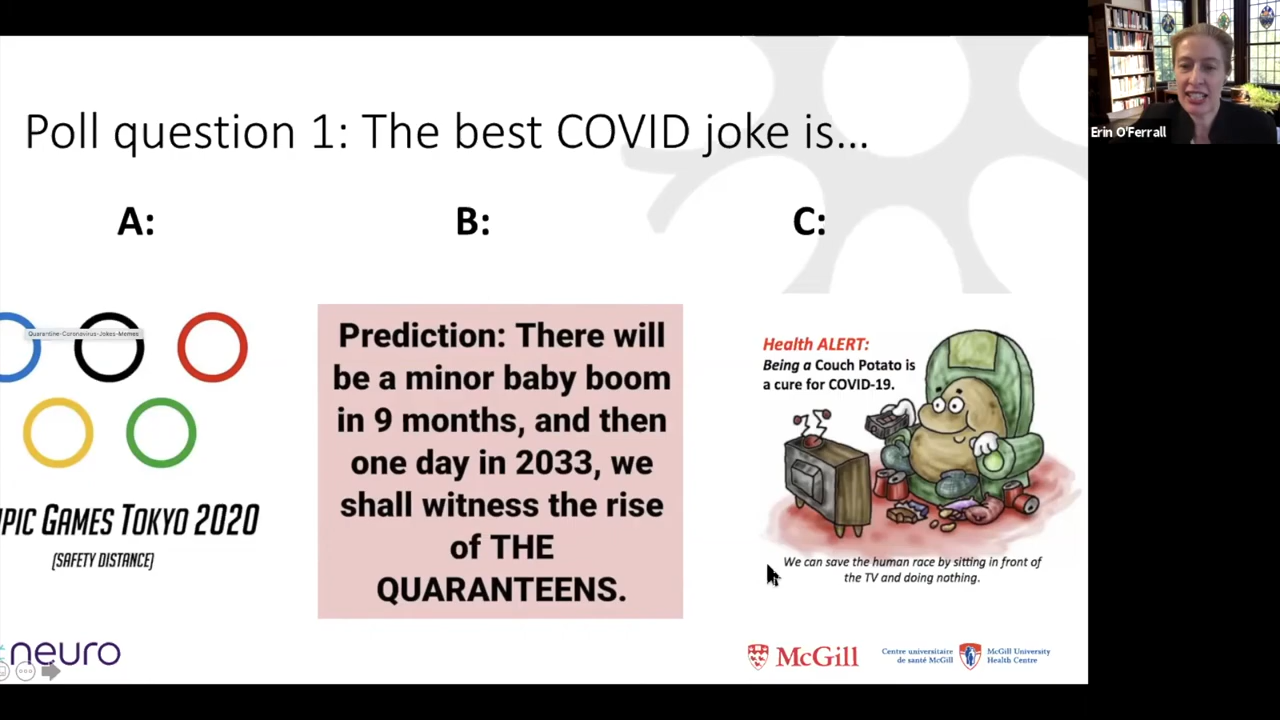 Erin O'Ferrall
Poll question 1: The best COVID joke is...
A:
B:
C:
Quarantine-Coronavirus-Jokes-Memes
PIC GAMES TOKYO 2020
(SAFETY DISTANCE)
Prediction: There will
be a minor baby boom
in 9 months, and then
one day in 2033, we
shall witness the rise
of THE
QUARANTEENS.
Health ALERT:
Being a Couch Potato is
a cure for COVID-19.
We can save the human race by sitting in front of
the TV and doing nothing.
neuro
McGill
Centre universitaire
de santé McGill
McGill University
Health Centre